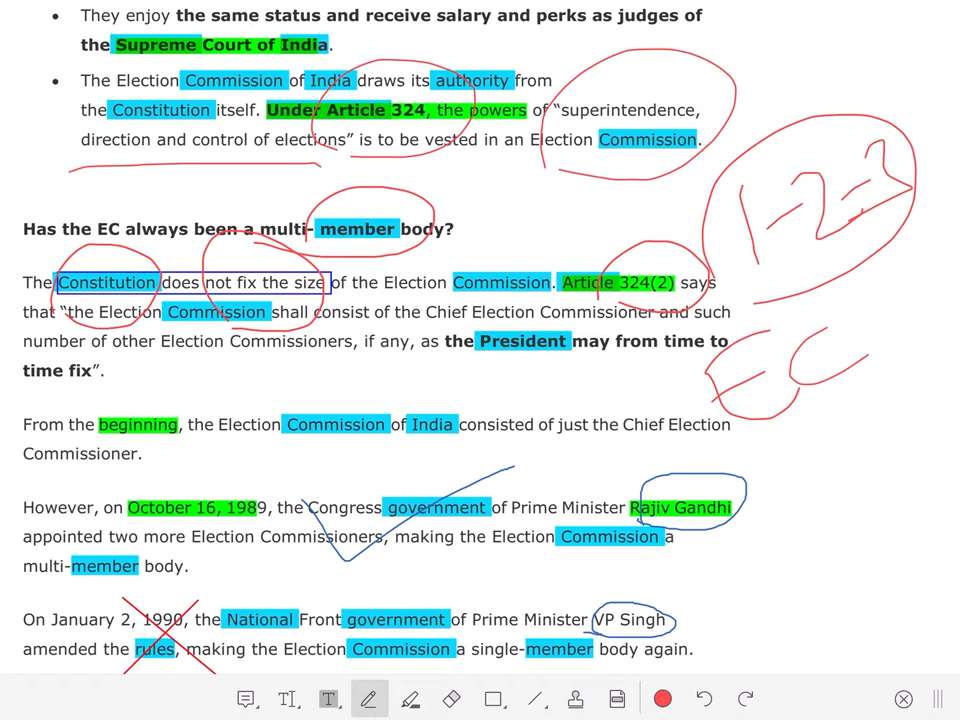 • They enjoy the same status and receive salary and perks as judges of
the Supreme Court of India.
• The Election Commission of India draws its authority from
the Constitution itself. Under Article 324, the powers of “superintendence,
direction and control of elections” is to be vested in an Election Commission.
1-2-3
Has the EC always been a multi-member body?
The Constitution does not fix the size of the Election Commission. Article 324(2) says
that “the Election Commission shall consist of the Chief Election Commissioner and such
number of other Election Commissioners, if any, as the President may from time to
time fix”.
EC
From the beginning, the Election Commission of India consisted of just the Chief Election
Commissioner.
However, on October 16, 1989, the Congress government of Prime Minister Rajiv Gandhi
appointed two more Election Commissioners, making the Election Commission a
multi-member body.
On January 2, 1990, the National Front government of Prime Minister VP Singh
amended the rules, making the Election Commission a single-member body again.